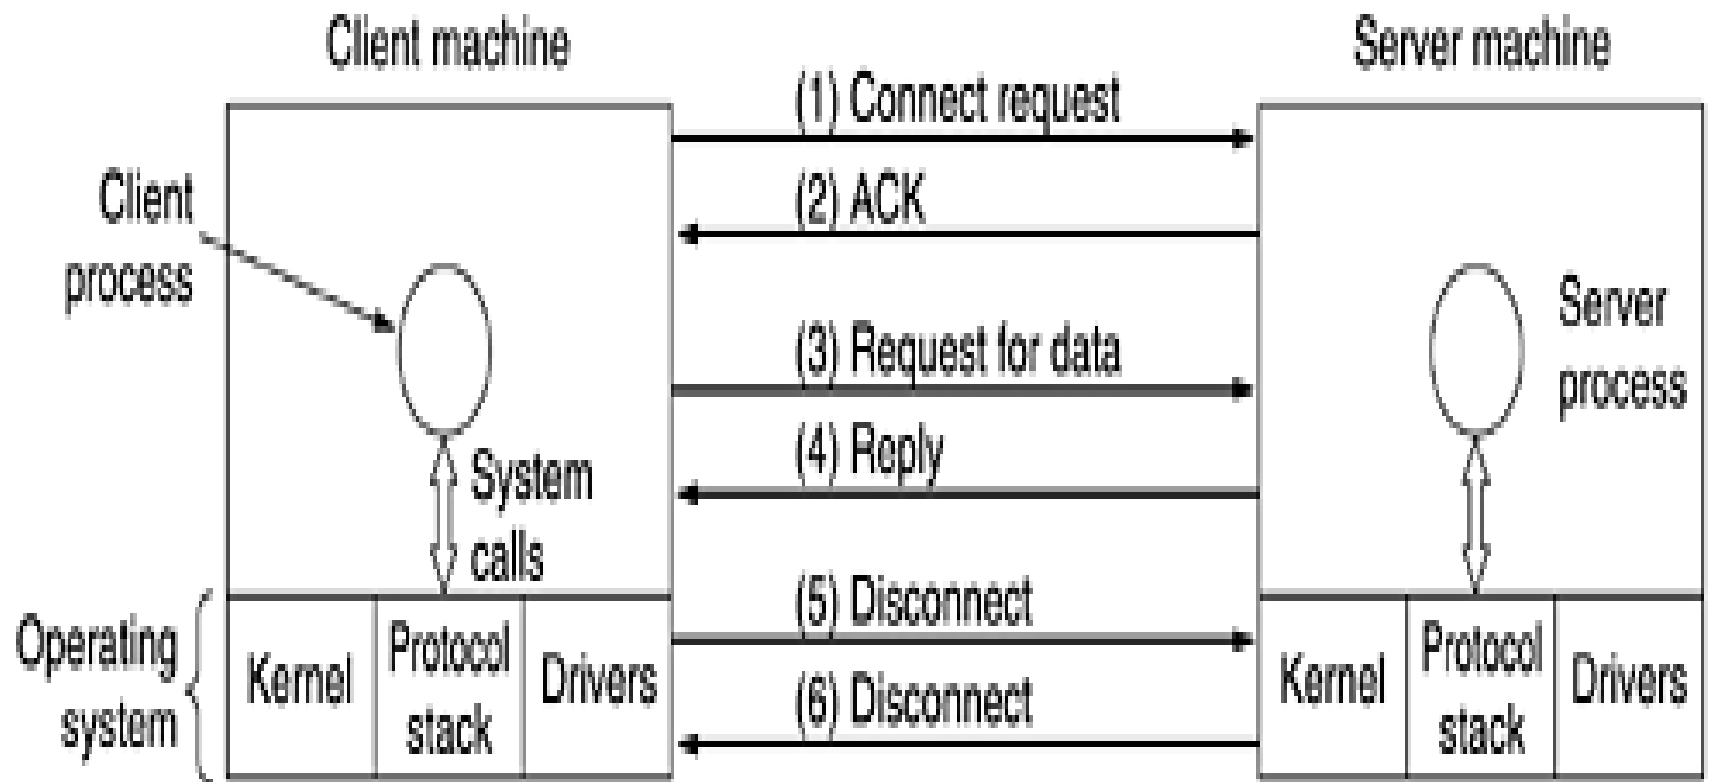 Client machine
Server machine
(1) Connect request
(2) ACK
Client
process
(3) Request for data
Server
process
(4) Reply
System
calls
(5) Disconnect
Operating
system
Kernel
Protocol
stack
Drivers
(6) Disconnect
Kernel
Protocol
stack
Drivers